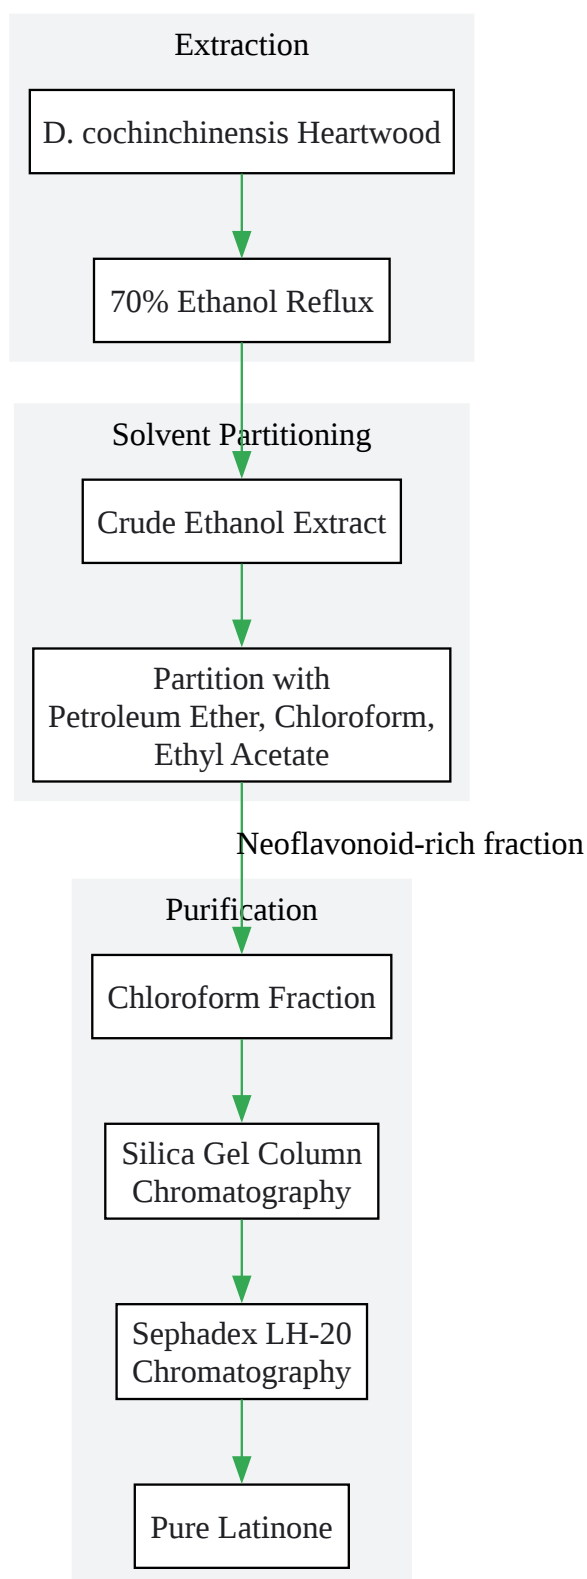 Extraction
D. cochinchinensis Heartwood
70% Ethanol Reflux
Solvent Partitioning
Crude Ethanol Extract
Partition with
Petroleum Ether, Chloroform,
Ethyl Acetate
Neoflavonoid-rich fraction
Purification
Chloroform Fraction
Silica Gel Column
Chromatography
Sephadex LH-20
Chromatography
Pure Latinone